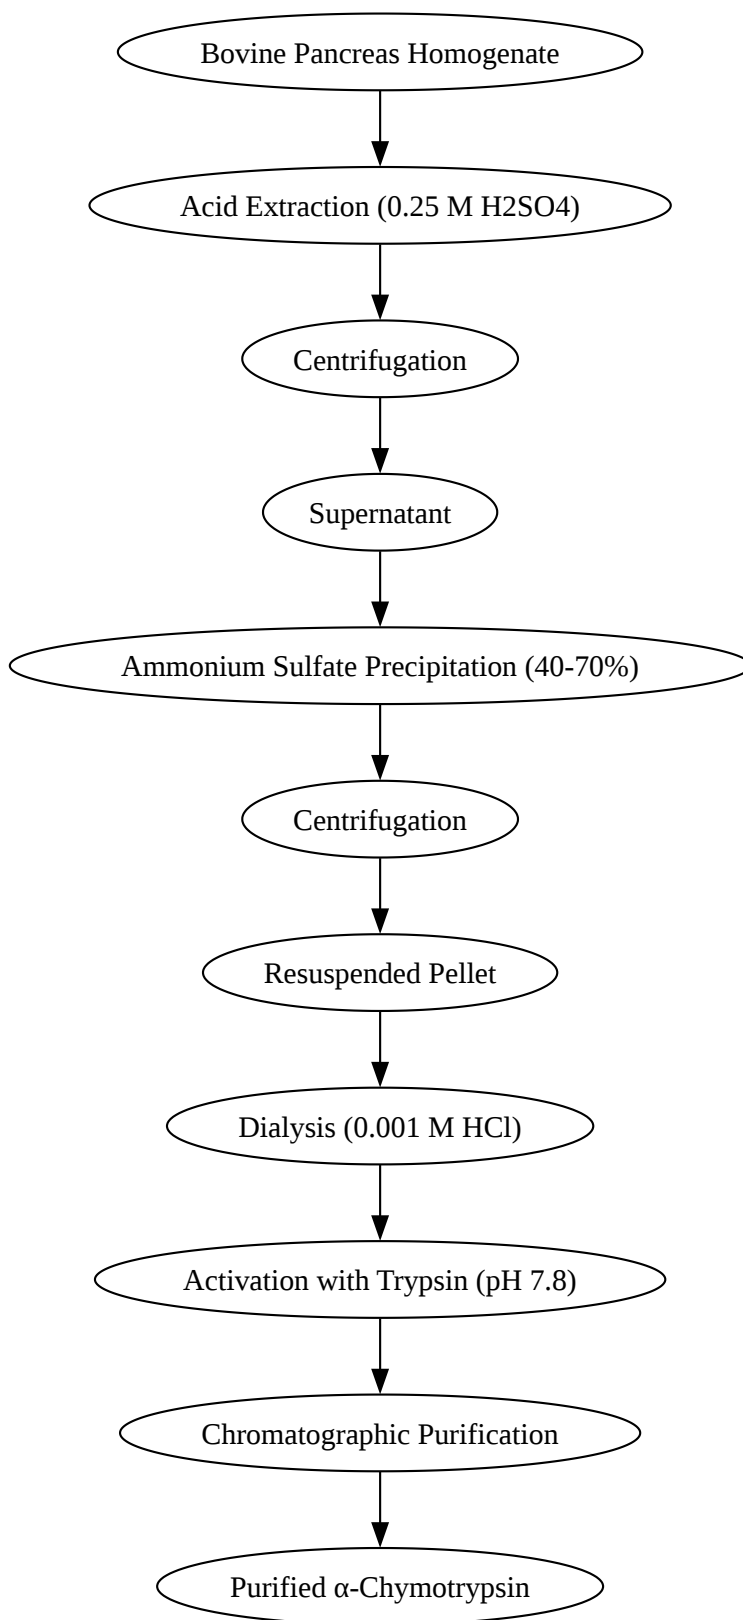 Bovine Pancreas Homogenate
Acid Extraction (0.25 M H2SO4)
Centrifugation
Supernatant
Ammonium Sulfate Precipitation (40-70%)
Centrifugation
Resuspended Pellet
Dialysis (0.001 M HCl)
Activation with Trypsin (pH 7.8)
Chromatographic Purification
Purified α-Chymotrypsin